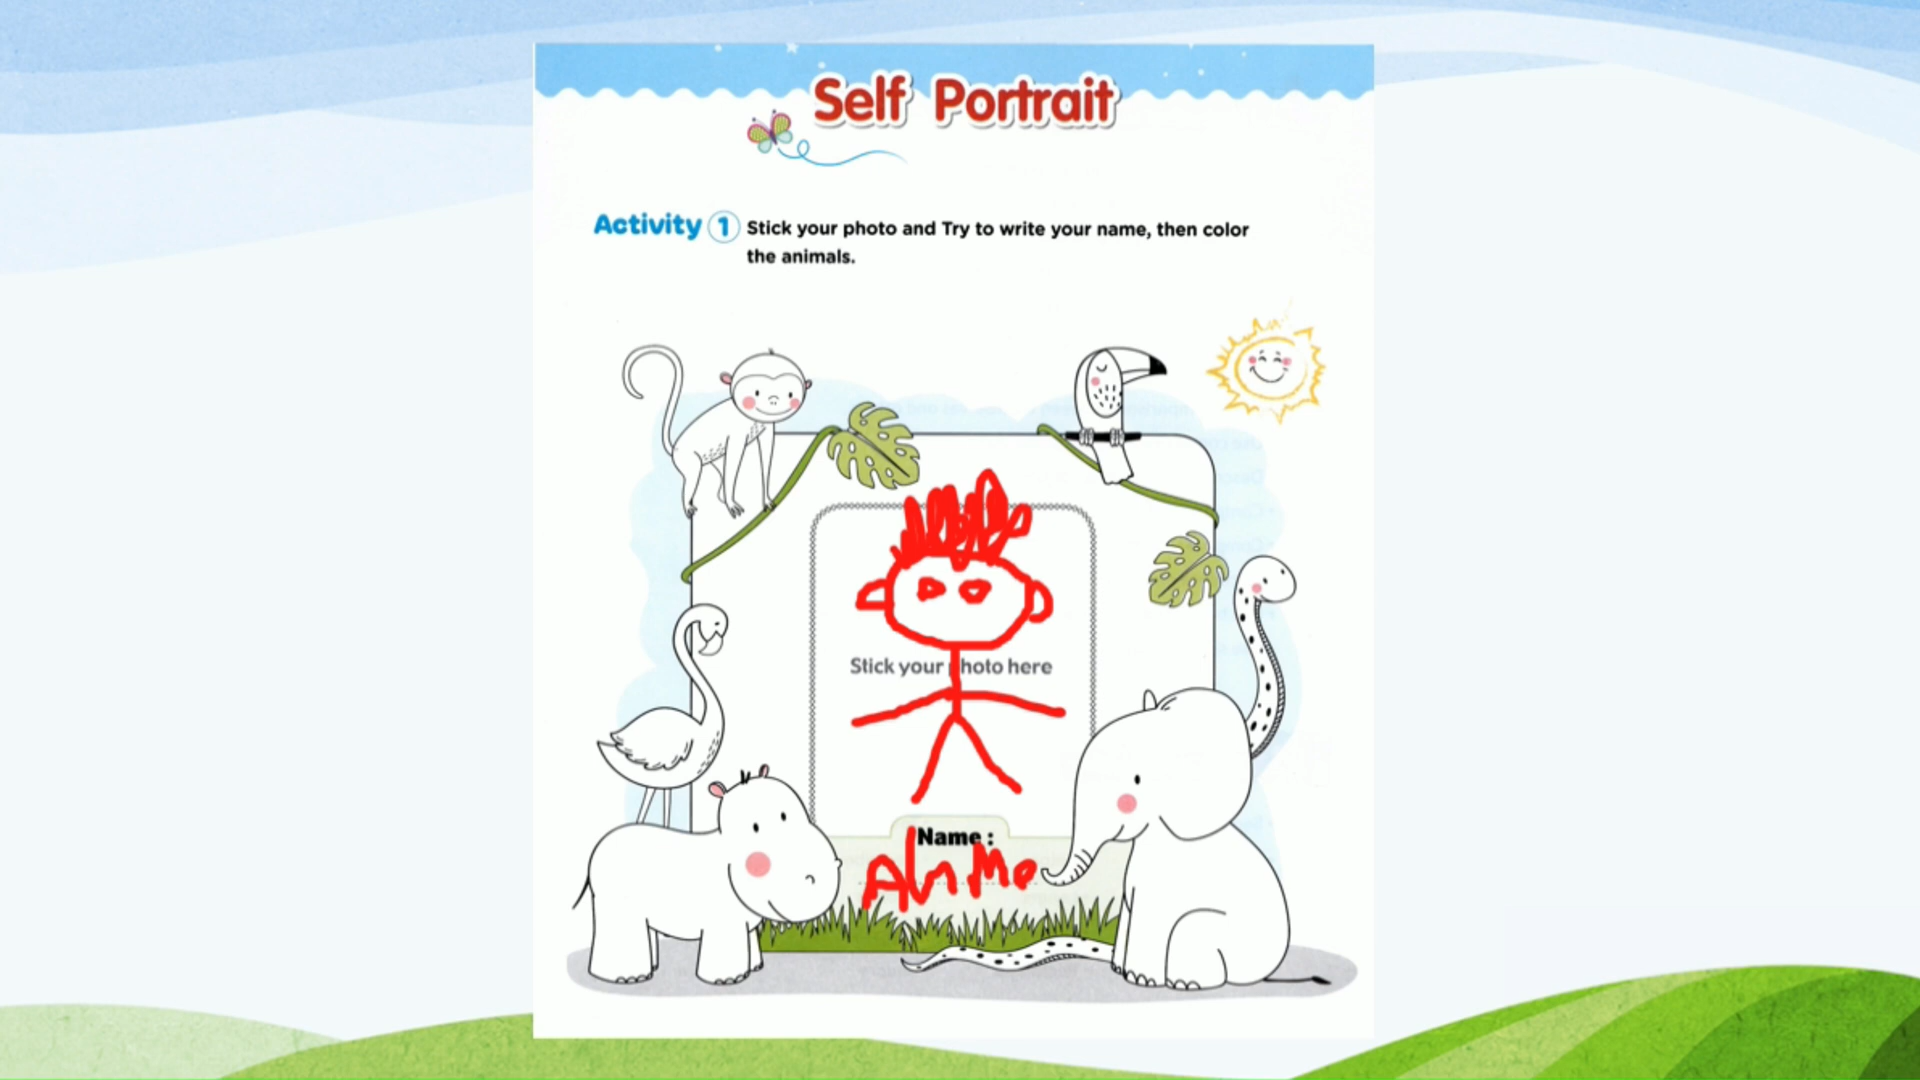 Self Portrait
Activity 1 Stick your photo and Try to write your name, then color
the animals.
Stick your photo here
Name :